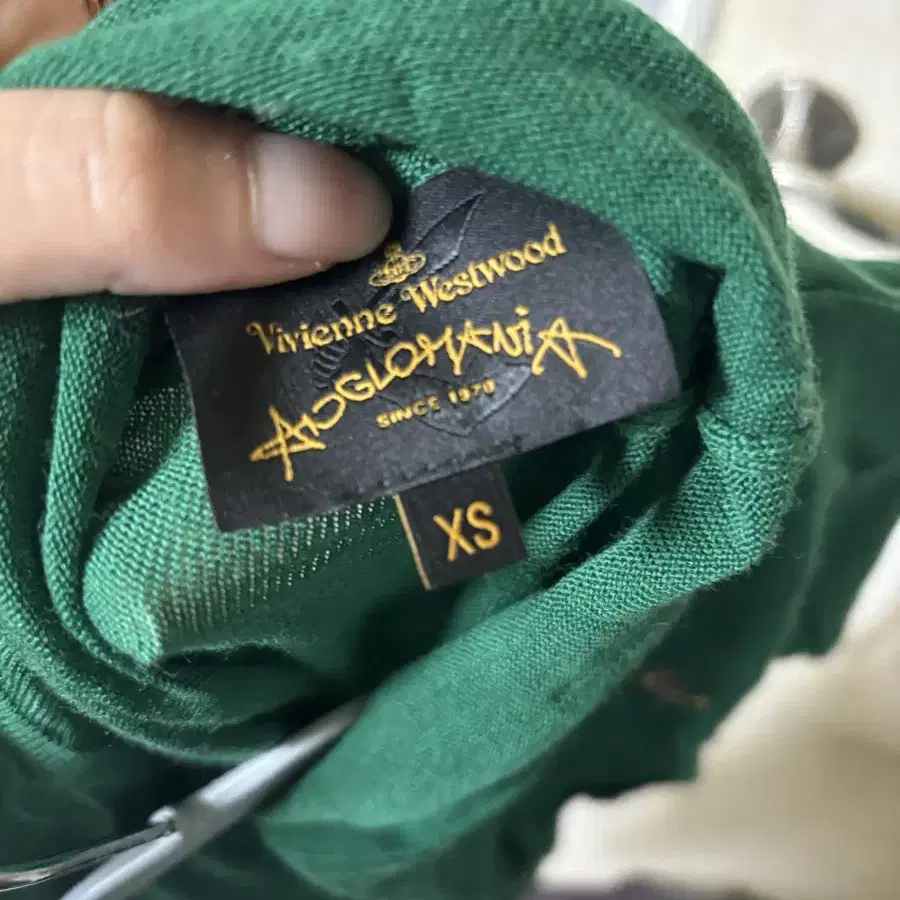 Vivienne Westwood
ANGLOMANIA
SINCE 1970
XS